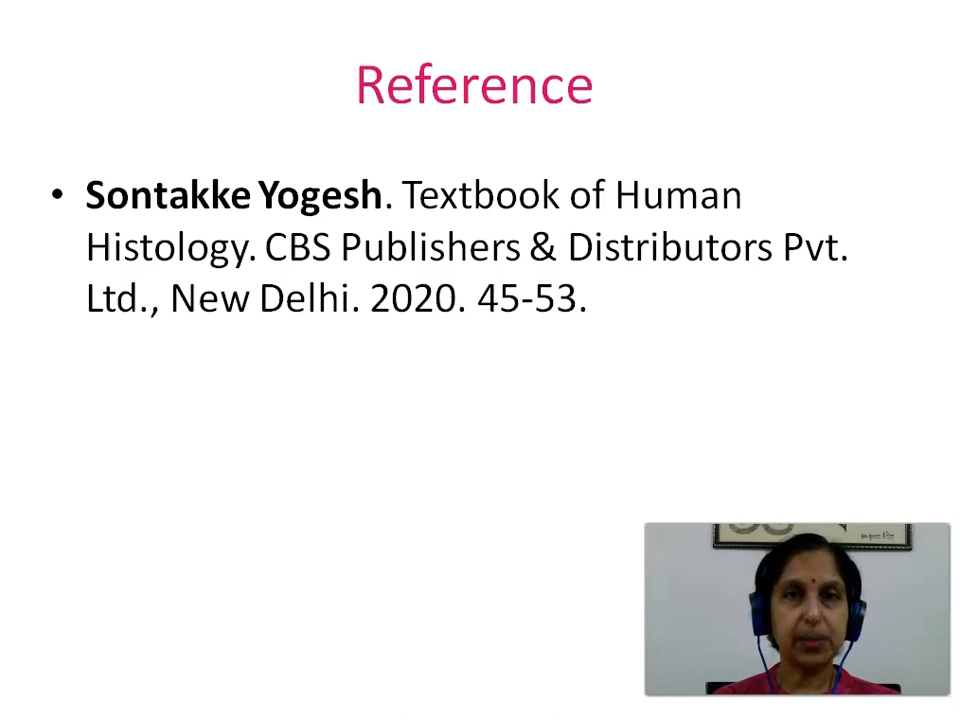 Reference
• Sontakke Yogesh. Textbook of Human
Histology. CBS Publishers & Distributors Pvt.
Ltd., New Delhi. 2020. 45-53.